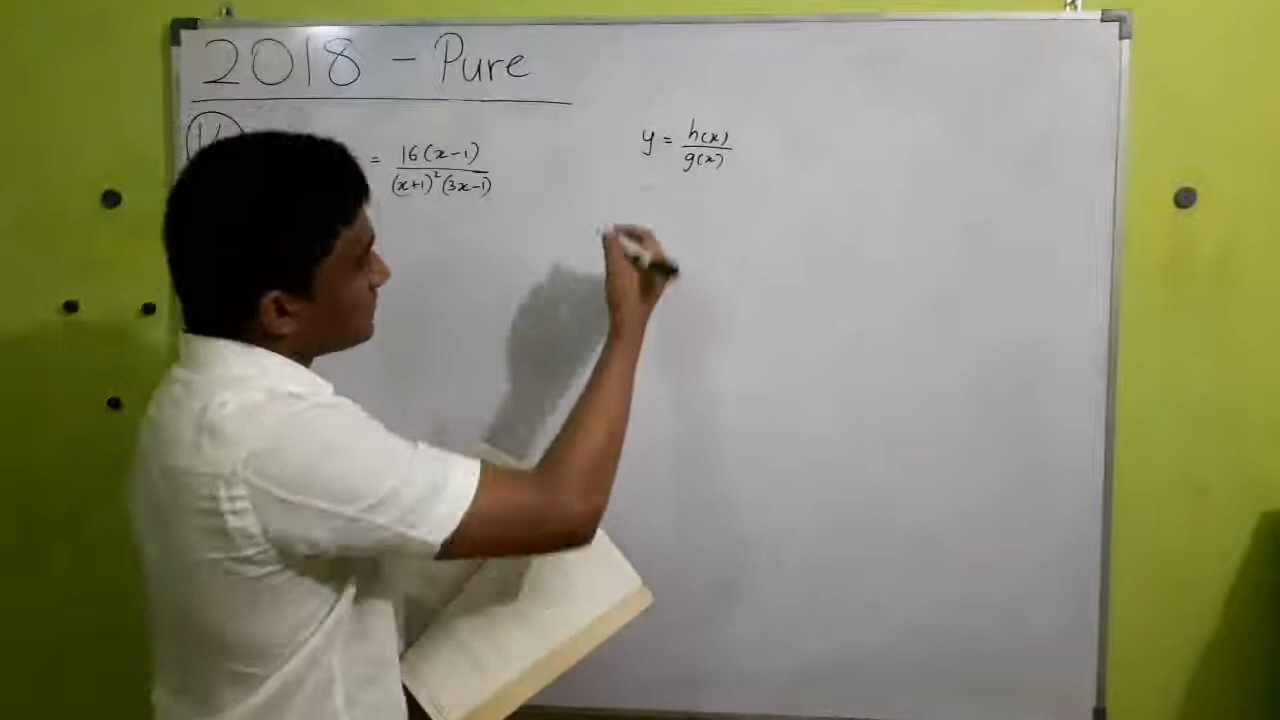 2018 - Pure
= 16(x-1) / (x+1)²(3x-1)
y = h(x) / g(x)